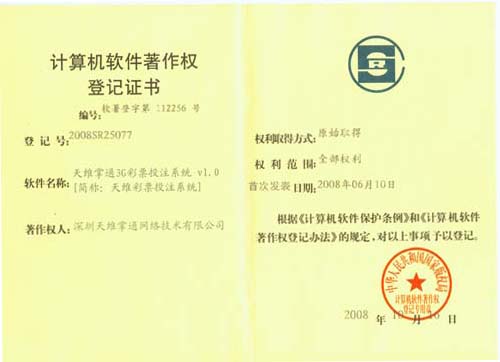 计算机软件著作权
登记证书
编号: 软著登字第 112256 号
登 记 号: 2008SR25077
软件名称: 天维掌通3G彩票投注系统 v1.0
[简称: 天维彩票投注系统]
著作权人: 深圳天维掌通网络技术有限公司
权利取得方式: 原始取得
权 利 范 围: 全部权利
首次发表日期: 2008年06月10日
根据《计算机软件保护条例》和《计算机软件
著作权登记办法》的规定, 对以上事项予以登记。
中华人民共和国国家版权局
计算机软件著作权
登记专用章
2008 年 10 月 16 日